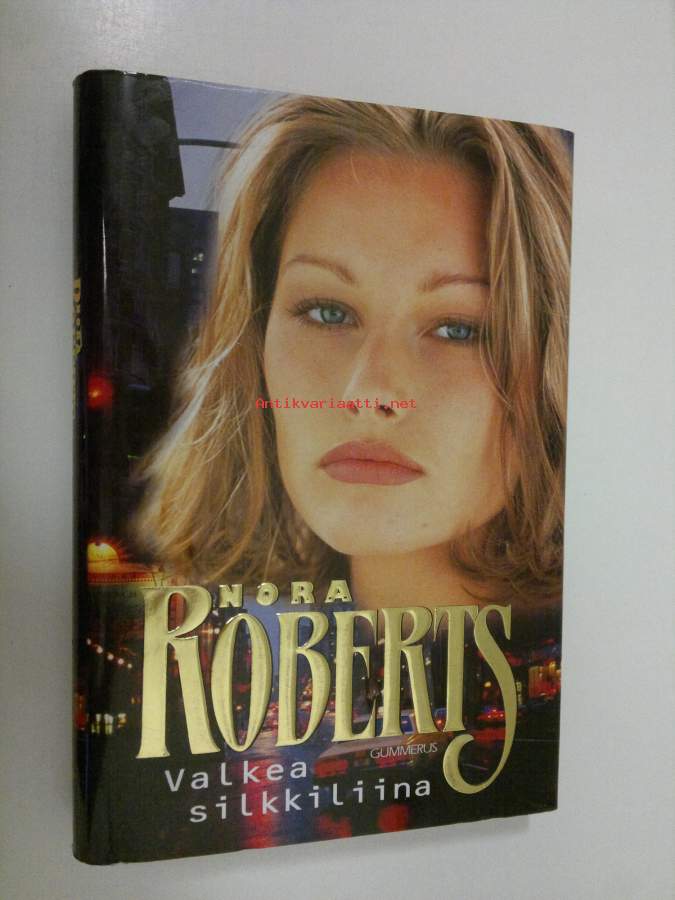 Antikvariaatti.net
NORA
ROBERTS
GUMMERUS
Valkea
silkkiliina